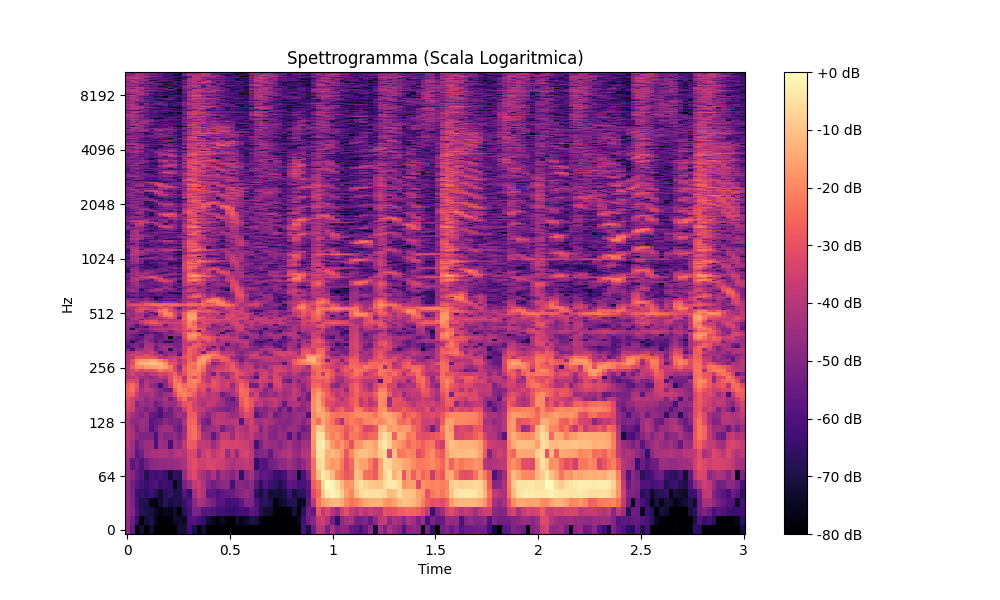 Spettrogramma (Scala Logaritmica)
8192
4096
2048
1024
512
256
128
64
0
Hz
0
0.5
1
1.5
2
2.5
3
Time
+0 dB
-10 dB
-20 dB
-30 dB
-40 dB
-50 dB
-60 dB
-70 dB
-80 dB